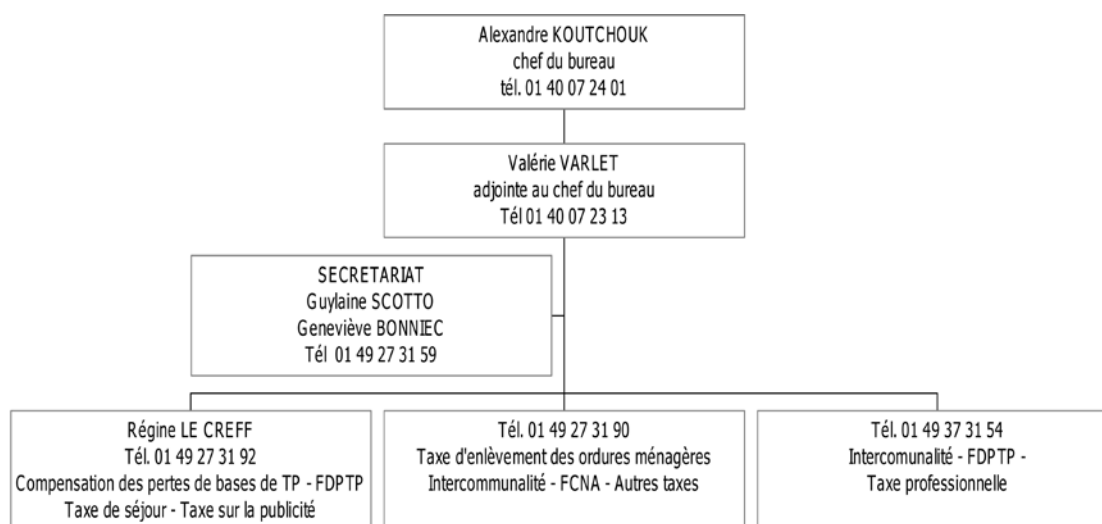 Alexandre KOUTCHOUK
chef du bureau
tél. 01 40 07 24 01
Valérie VARLET
adjointe au chef du bureau
Tél 01 40 07 23 13
SECRETARIAT
Guylaine SCOTTO
Geneviève BONNIEC
Tél 01 49 27 31 59
Régine LE CREFF
Tél. 01 49 27 31 92
Compensation des pertes de bases de TP - FDPTP
Taxe de séjour - Taxe sur la publicité
Tél. 01 49 27 31 90
Taxe d'enlèvement des ordures ménagères
Intercommunalité - FCNA - Autres taxes
Tél. 01 49 37 31 54
Intercomunalité - FDPTP -
Taxe professionnelle